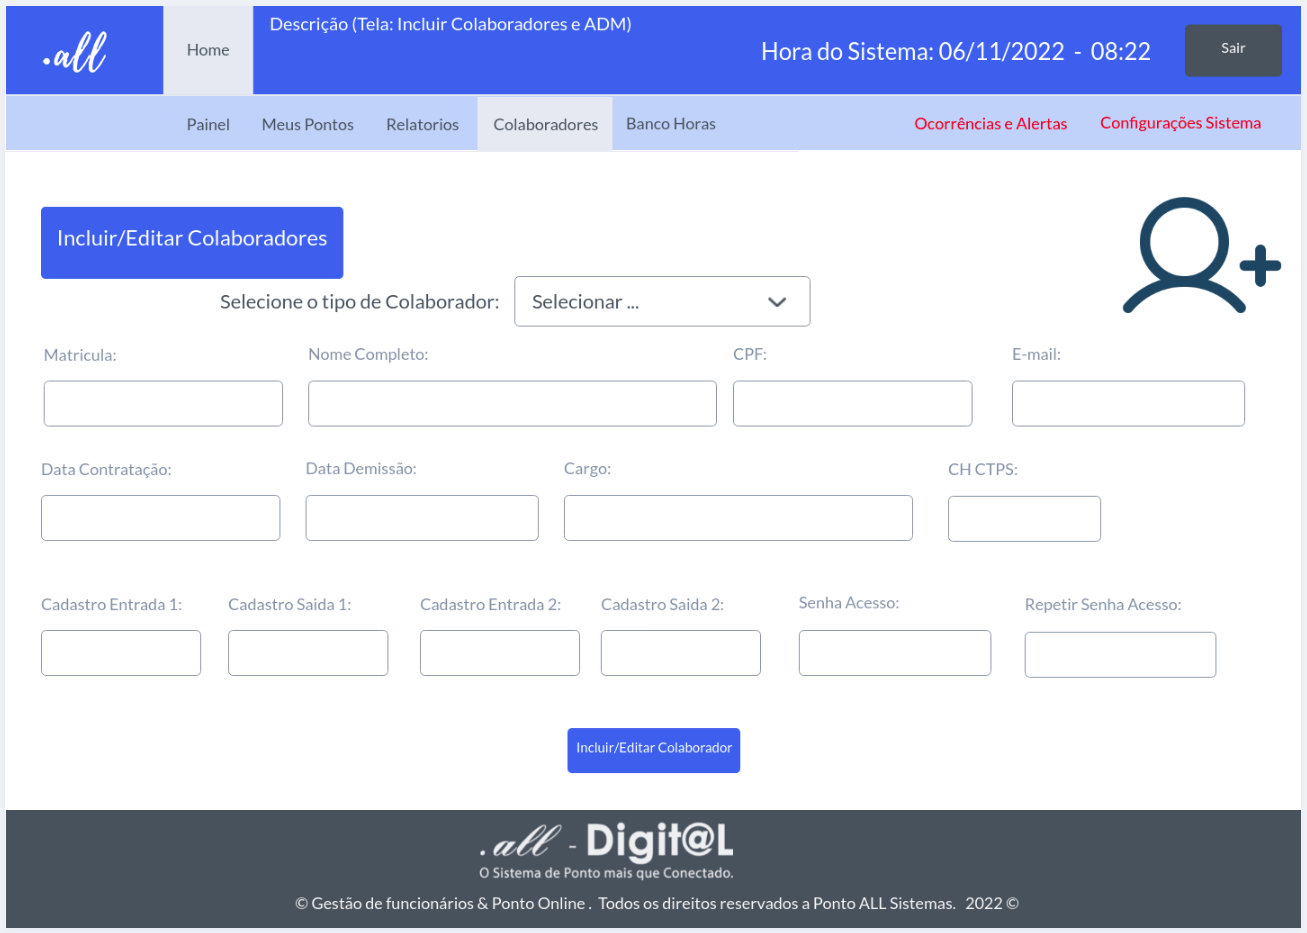 .all
Home
Descrição (Tela: Incluir Colaboradores e ADM)
Hora do Sistema: 06/11/2022 - 08:22
Sair
Painel
Meus Pontos
Relatorios
Colaboradores
Banco Horas
Ocorrências e Alertas
Configurações Sistema
Incluir/Editar Colaboradores
Selecione o tipo de Colaborador:
Selecionar ...
Matricula:
Nome Completo:
CPF:
E-mail:
Data Contratação:
Data Demissão:
Cargo:
CH CTPS:
Cadastro Entrada 1:
Cadastro Saida 1:
Cadastro Entrada 2:
Cadastro Saida 2:
Senha Acesso:
Repetir Senha Acesso:
Incluir/Editar Colaborador
.all - Digit@L
O Sistema de Ponto mais que Conectado.
© Gestão de funcionários & Ponto Online . Todos os direitos reservados a Ponto ALL Sistemas. 2022 ©